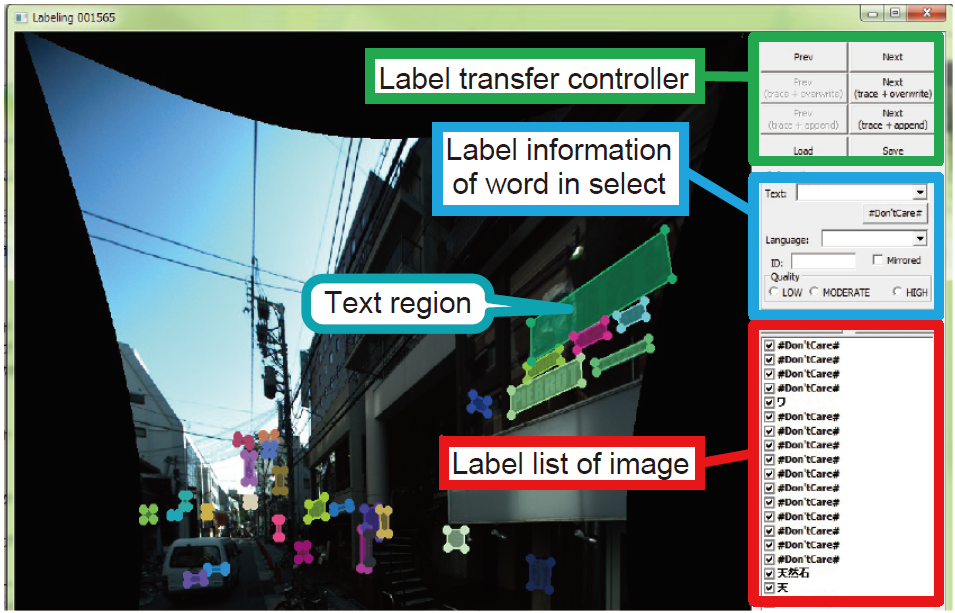 Labeling 001565
Label transfer controller
Prev Next
Prev Next
(trace + overwrite) (trace + overwrite)
Prev Next
(trace + append) (trace + append)
Load Save
Label information
of word in select
Text:
#Don'tCare#
Language:
ID: Mirrored
Quality
LOW MODERATE HIGH
Text region
Label list of image
#Don'tCare#
#Don'tCare#
#Don'tCare#
#Don'tCare#
ワ
#Don'tCare#
#Don'tCare#
#Don'tCare#
#Don'tCare#
#Don'tCare#
#Don'tCare#
#Don'tCare#
#Don'tCare#
#Don'tCare#
#Don'tCare#
#Don'tCare#
天然石
天